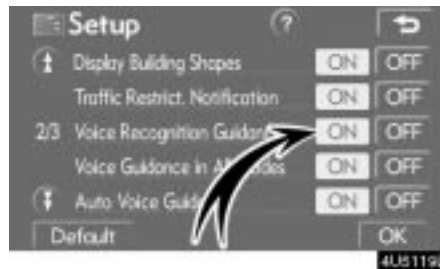 Setup ?
Display Building Shapes ON OFF
Traffic Restrict. Notification ON OFF
2/3 Voice Recognition ON OFF
Voice Guidance in ON OFF
Auto Voice ON OFF
Default OK